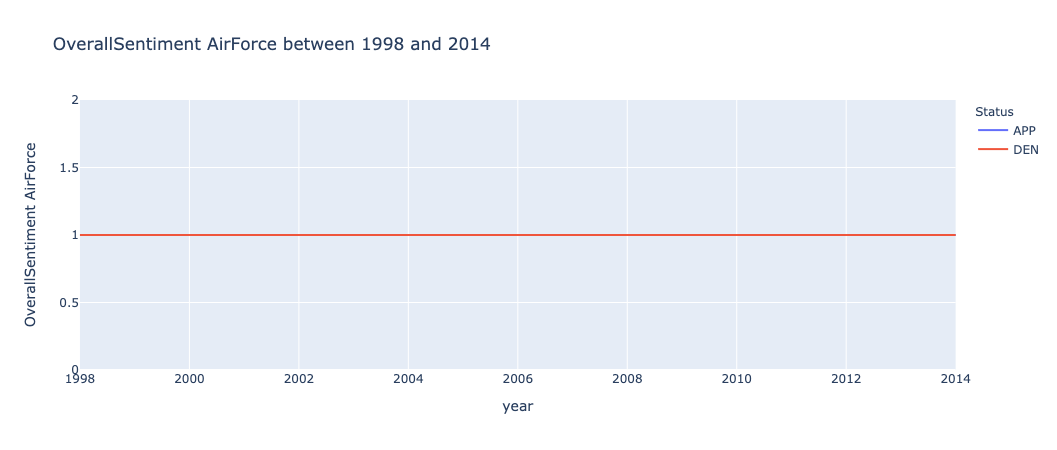 OverallSentiment AirForce between 1998 and 2014
Status
APP
DEN
OverallSentiment AirForce
2
1.5
1
0.5
0
1998 2000 2002 2004 2006 2008 2010 2012 2014
year